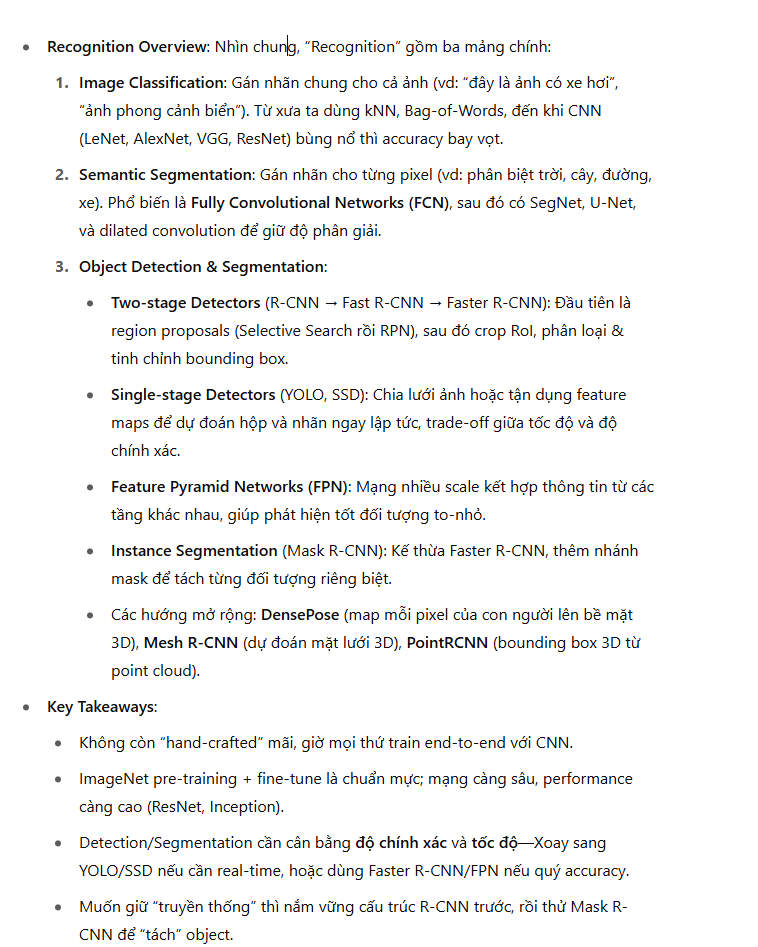 Recognition Overview: Nhìn chung, “Recognition” gồm ba mảng chính:
1. Image Classification: Gán nhãn chung cho cả ảnh (vd: “đây là ảnh có xe hơi”,
“ảnh phong cảnh biển”). Từ xưa ta dùng kNN, Bag-of-Words, đến khi CNN
(LeNet, AlexNet, VGG, ResNet) bùng nổ thì accuracy bay vọt.
2. Semantic Segmentation: Gán nhãn cho từng pixel (vd: phân biệt trời, cây, đường,
xe). Phổ biến là Fully Convolutional Networks (FCN), sau đó có SegNet, U-Net,
và dilated convolution để giữ độ phân giải.
3. Object Detection & Segmentation:
Two-stage Detectors (R-CNN → Fast R-CNN → Faster R-CNN): Đầu tiên là
region proposals (Selective Search rồi RPN), sau đó crop RoI, phân loại &
tinh chỉnh bounding box.
Single-stage Detectors (YOLO, SSD): Chia lưới ảnh hoặc tận dụng feature
maps để dự đoán hộp và nhãn ngay lập tức, trade-off giữa tốc độ và độ
chính xác.
Feature Pyramid Networks (FPN): Mạng nhiều scale kết hợp thông tin từ các
tầng khác nhau, giúp phát hiện tốt đối tượng to-nhỏ.
Instance Segmentation (Mask R-CNN): Kế thừa Faster R-CNN, thêm nhánh
mask để tách từng đối tượng riêng biệt.
Các hướng mở rộng: DensePose (map mỗi pixel của con người lên bề mặt
3D), Mesh R-CNN (dự đoán mặt lưới 3D), PointRCNN (bounding box 3D từ
point cloud).
Key Takeaways:
Không còn “hand-crafted” mãi, giờ mọi thứ train end-to-end với CNN.
ImageNet pre-training + fine-tune là chuẩn mực; mạng càng sâu, performance
càng cao (ResNet, Inception).
Detection/Segmentation cần cân bằng độ chính xác và tốc độ—Xoay sang
YOLO/SSD nếu cần real-time, hoặc dùng Faster R-CNN/FPN nếu quý accuracy.
Muốn giữ “truyền thống” thì nắm vững cấu trúc R-CNN trước, rồi thử Mask R-
CNN để “tách” object.